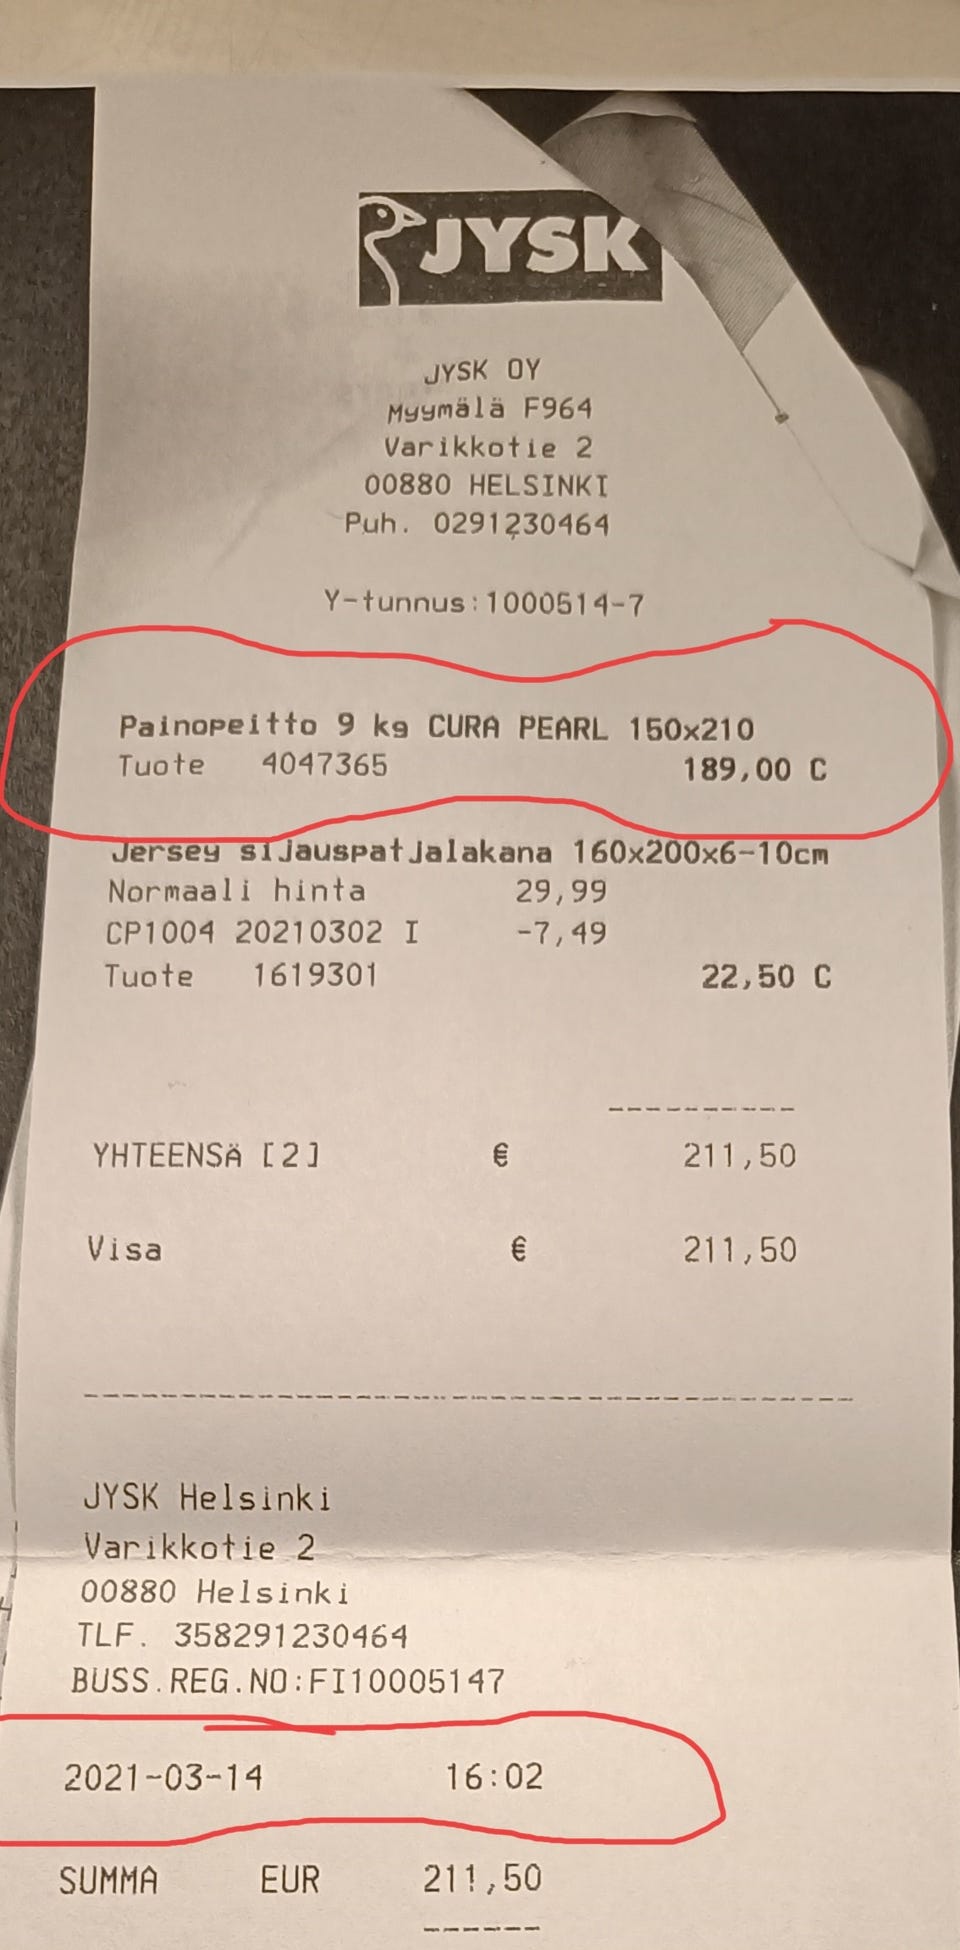 JYSK
JYSK OY
Myymälä F964
Varikkotie 2
00880 HELSINKI
Puh. 0291230464
Y-tunnus:1000514-7
Painopeitto 9 kg CURA PEARL 150x210
Tuote 4047365 189,00 C
Jersey sijauspatjalakana 160x200x6-10cm
Normaali hinta 29,99
CP1004 20210302 I -7,49
Tuote 1619301 22,50 C
----------
YHTEENSÄ [2] € 211,50
Visa € 211,50
----------------------------------------
JYSK Helsinki
Varikkotie 2
00880 Helsinki
TLF. 358291230464
BUSS.REG.NO:FI10005147
2021-03-14 16:02
SUMMA EUR 211,50
------